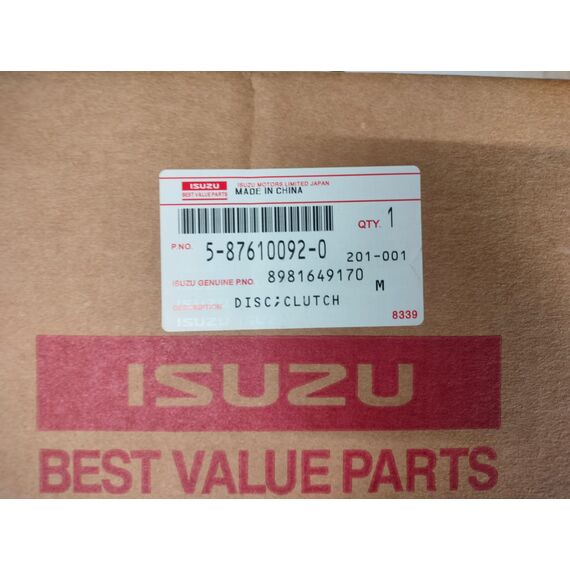 ISUZU
BEST VALUE PARTS
ISUZU MOTORS LIMITED JAPAN
MADE IN CHINA
QTY. 1
P.NO. 5-87610092-0 201-001
ISUZU GENUINE P.NO. 8981649170 M
DESCRIPTION DISC;CLUTCH
8339
ISUZU
BEST VALUE PARTS